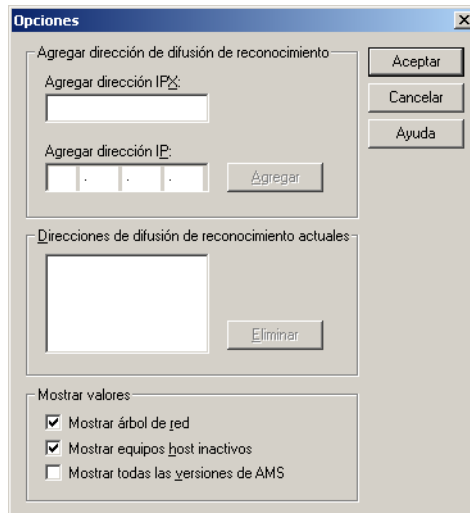 Opciones
Agregar dirección de difusión de reconocimiento
Agregar dirección IPX:
Agregar dirección IP:
Agregar
Direcciones de difusión de reconocimiento actuales
Eliminar
Mostrar valores
Mostrar árbol de red
Mostrar equipos host inactivos
Mostrar todas las versiones de AMS
Aceptar
Cancelar
Ayuda